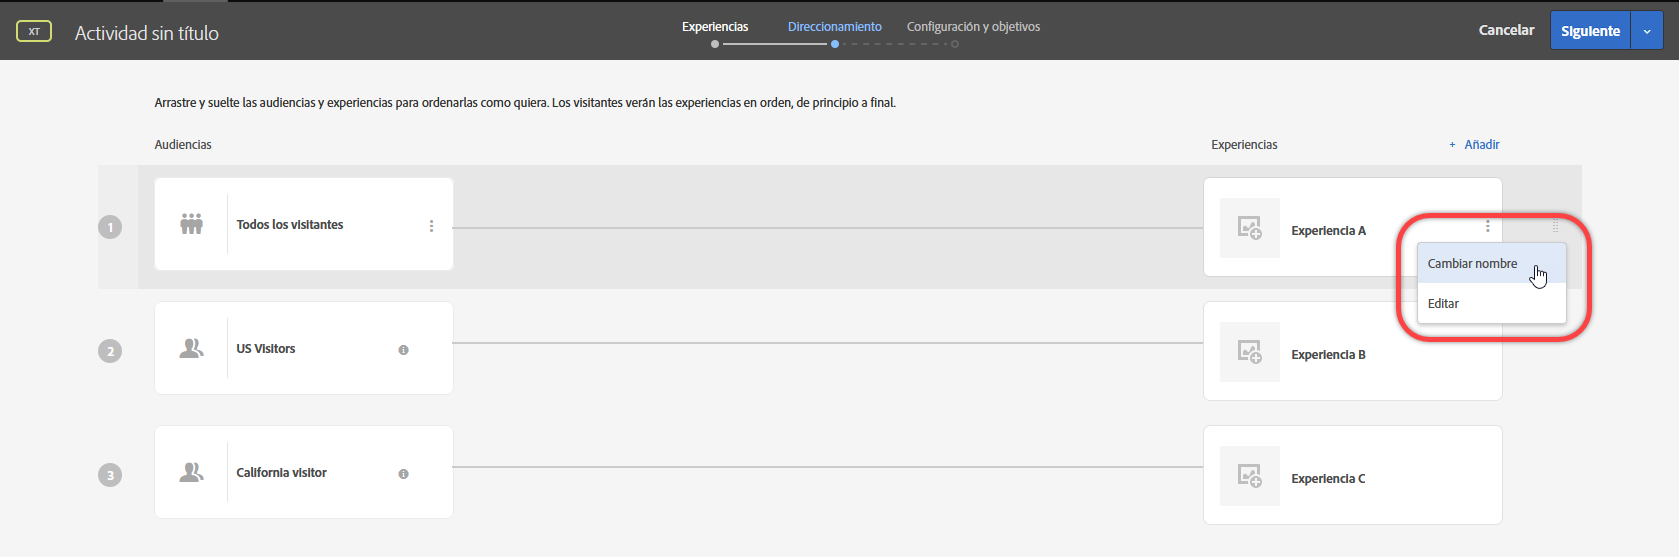 XT
Actividad sin título
Experiencias
Direccionamiento
Configuración y objetivos
Cancelar
Siguiente
Arrastre y suelte las audiencias y experiencias para ordenarlas como quiera. Los visitantes verán las experiencias en orden, de principio a final.
Audiencias
Experiencias
+ Añadir
1
Todos los visitantes
Experiencia A
Cambiar nombre
Editar
2
US Visitors
Experiencia B
3
California visitor
Experiencia C